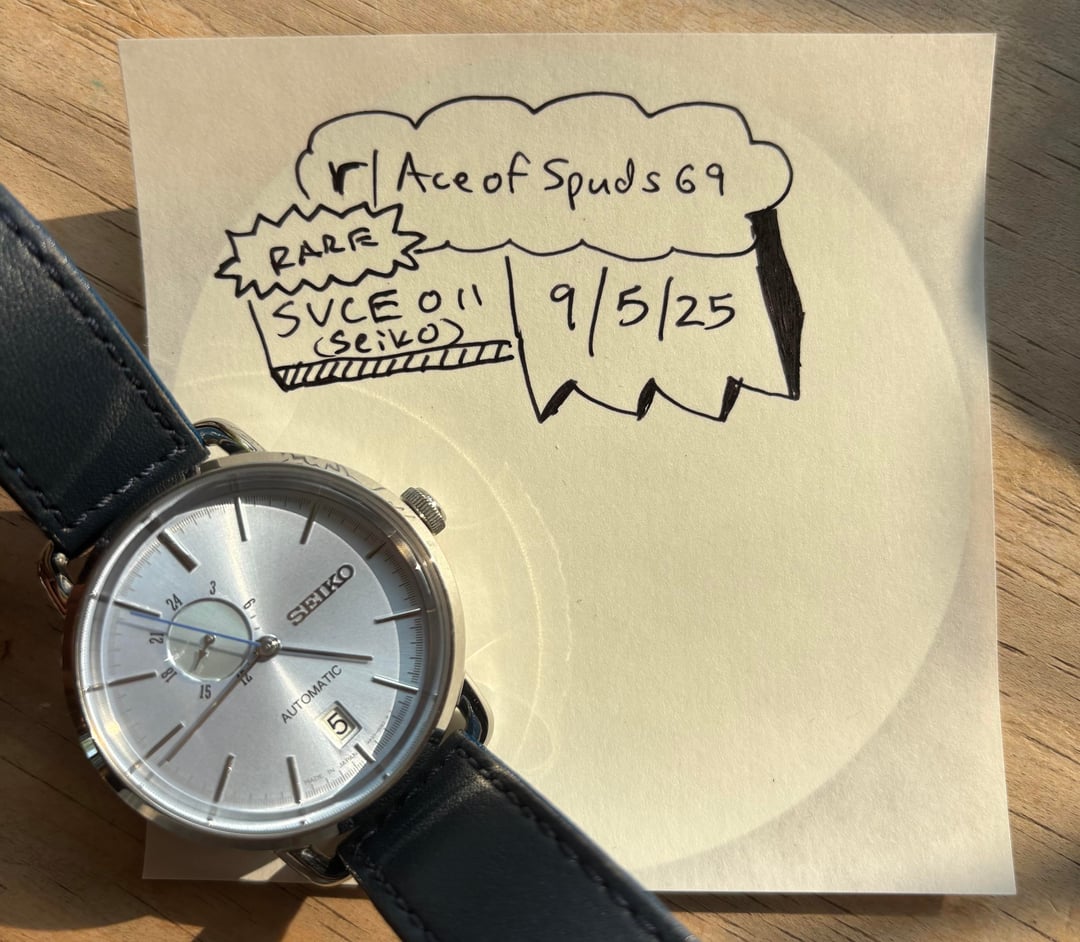 r/AceofSpuds69
RARE
SVCE011
(Seiko)
9/5/25
SEIKO
AUTOMATIC
5
3
6
12
15
18
21
24
MADE IN JAPAN